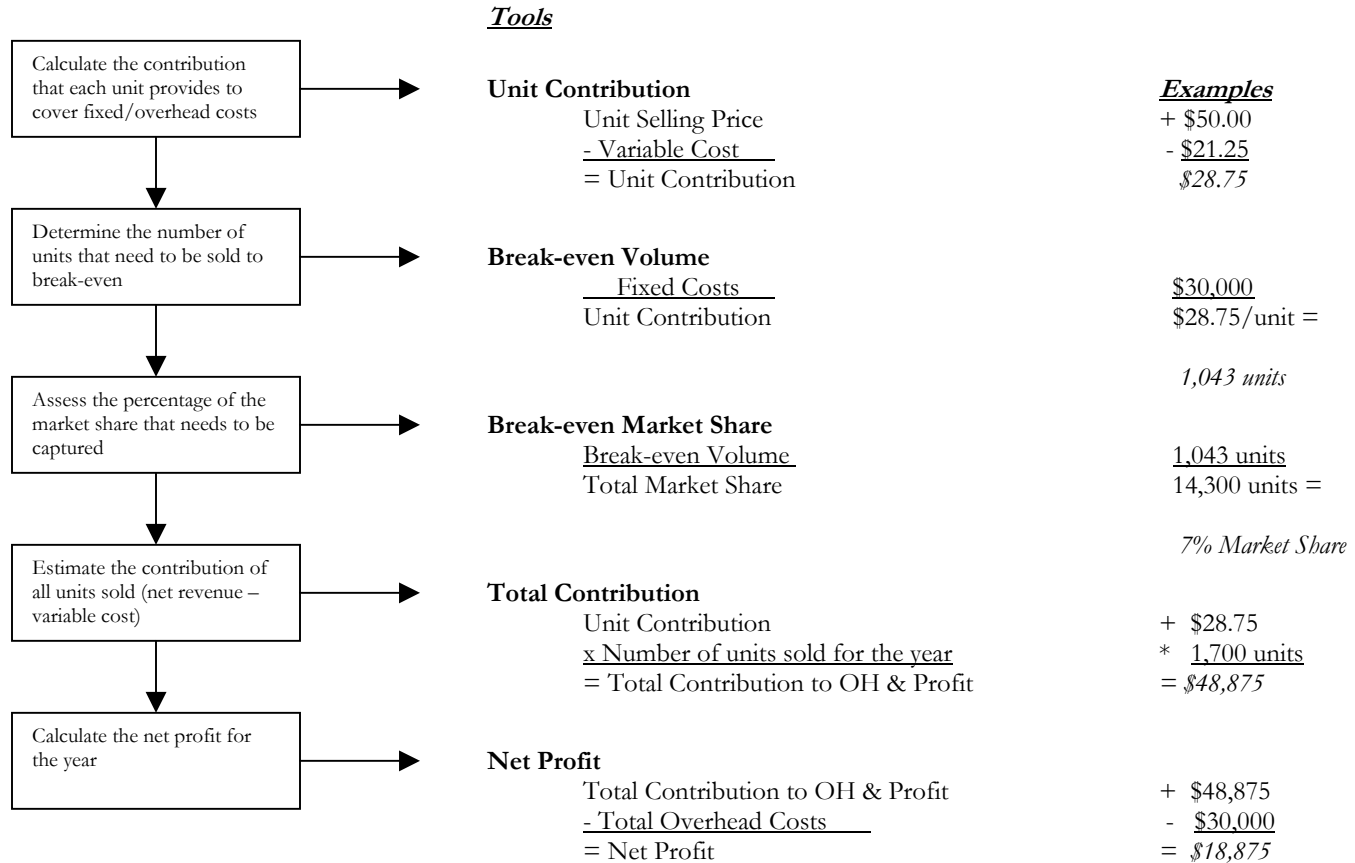 Tools
Calculate the contribution
that each unit provides to
cover fixed/overhead costs
Unit Contribution
Examples
Unit Selling Price + $50.00
- Variable Cost - $21.25
= Unit Contribution $28.75
Determine the number of
units that need to be sold to
break-even
Break-even Volume
Fixed Costs $30,000
Unit Contribution $28.75/unit =
1,043 units
Assess the percentage of the
market share that needs to be
captured
Break-even Market Share
Break-even Volume 1,043 units
Total Market Share 14,300 units =
7% Market Share
Estimate the contribution of
all units sold (net revenue –
variable cost)
Total Contribution
Unit Contribution + $28.75
x Number of units sold for the year * 1,700 units
= Total Contribution to OH & Profit = $48,875
Calculate the net profit for
the year
Net Profit
Total Contribution to OH & Profit + $48,875
- Total Overhead Costs - $30,000
= Net Profit = $18,875